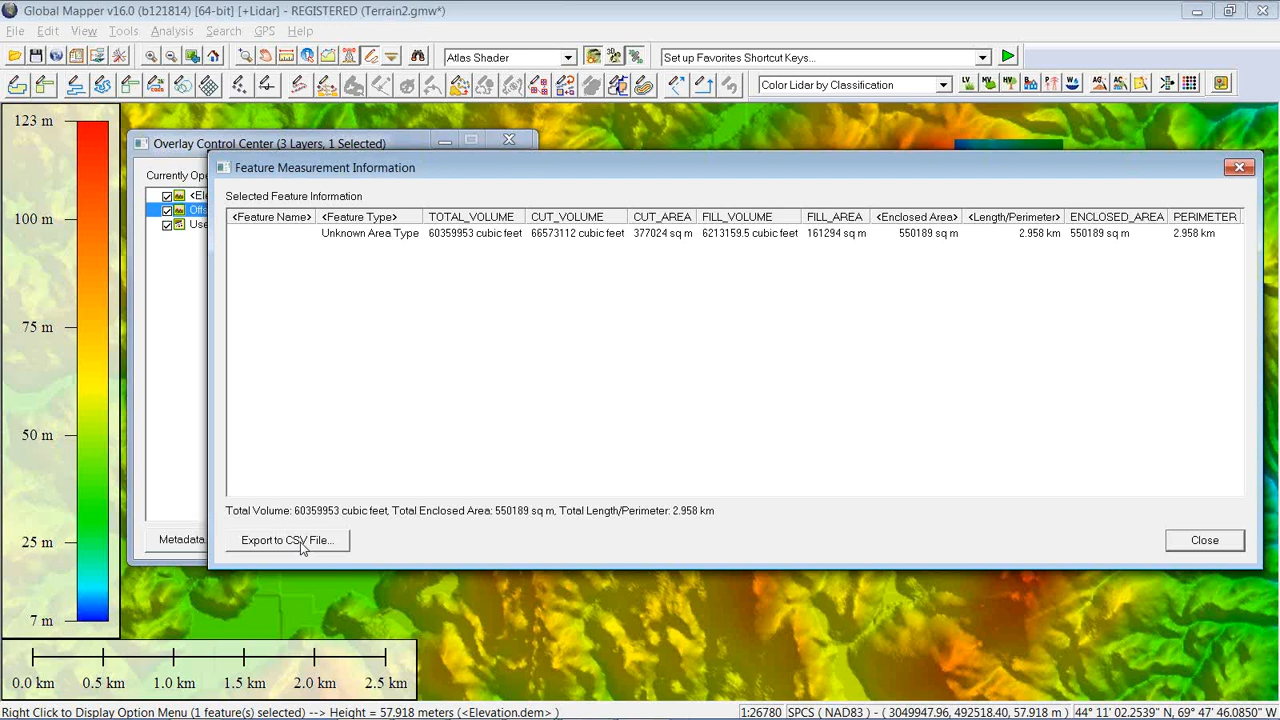 Global Mapper v16.0 (b121814) [64-bit] [+Lidar] - REGISTERED (Terrain2.gmw*)
File Edit View Tools Analysis Search GPS Help
Atlas Shader Set up Favorites Shortcut Keys...
Color Lidar by Classification
123 m
100 m
75 m
50 m
25 m
7 m
Overlay Control Center (3 Layers, 1 Selected)
Currently Ope
<Ele
Offs
Use
Metadata.
Feature Measurement Information
Selected Feature Information
<Feature Name> <Feature Type> TOTAL_VOLUME CUT_VOLUME CUT_AREA FILL_VOLUME FILL_AREA <Enclosed Area> <Length/Perimeter> ENCLOSED_AREA PERIMETER
Unknown Area Type 60359953 cubic feet 66573112 cubic feet 377024 sq m 6213159.5 cubic feet 161294 sq m 550189 sq m 2.958 km 550189 sq m 2.958 km
Total Volume: 60359953 cubic feet, Total Enclosed Area: 550189 sq m, Total Length/Perimeter: 2.958 km
Export to CSV File... Close
0.0 km 0.5 km 1.0 km 1.5 km 2.0 km 2.5 km
Right Click to Display Option Menu (1 feature(s) selected) --> Height = 57.918 meters (<Elevation.dem>) 1:26780 SPCS ( NAD83 ) - ( 3049947.96, 492518.40, 57.918 m ) 44° 11' 02.2539" N, 69° 47' 46.0850" W